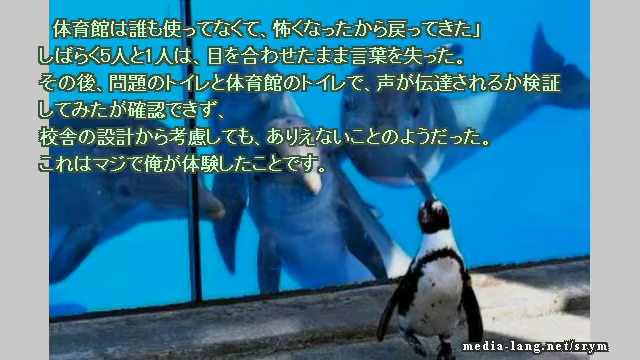 体育館は誰も使ってなくて、怖くなったから戻ってきた」
しばらく5人と1人は、目を合わせたまま言葉を失った。
その後、問題のトイレと体育館のトイレで、声が伝達されるか検証
してみたが確認できず、
校舎の設計から考慮しても、ありえないことのようだった。
これはマジで俺が体験したことです。
media-lang.net/srym